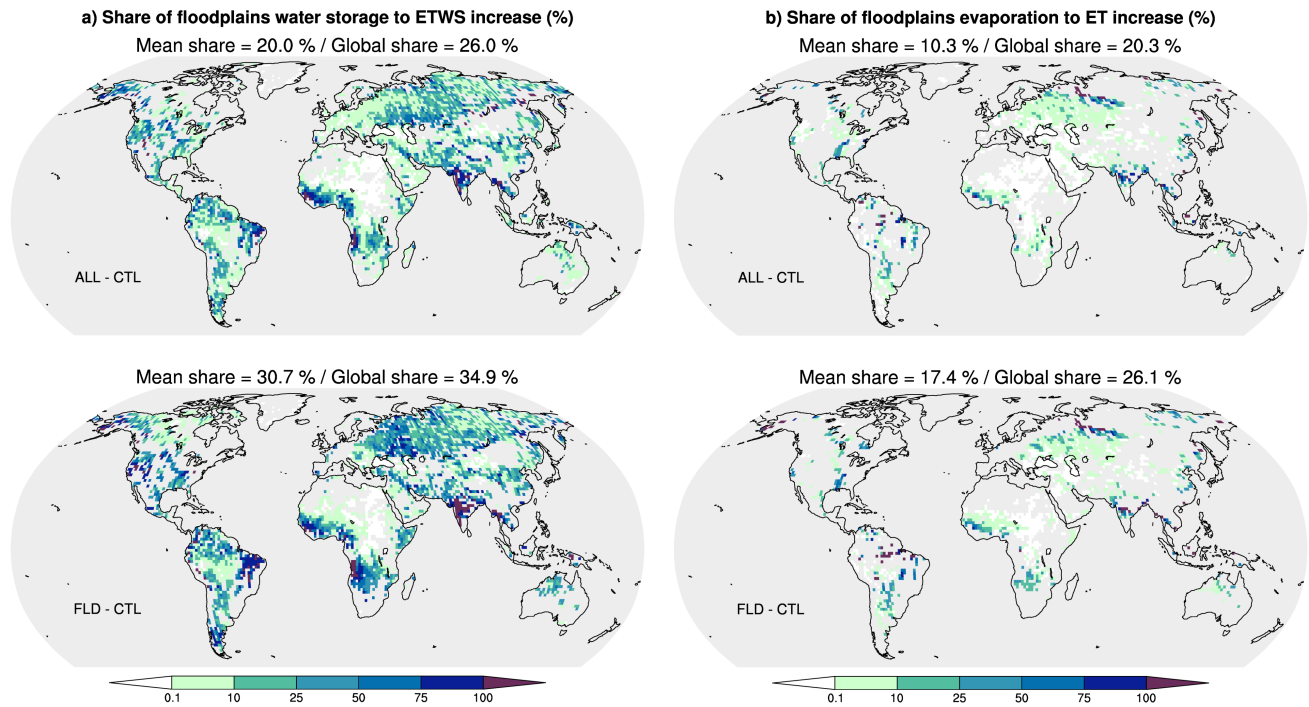 a) Share of floodplains water storage to ETWS increase (%)
Mean share = 20.0 % / Global share = 26.0 %
ALL - CTL
Mean share = 30.7 % / Global share = 34.9 %
FLD - CTL
0.1 10 25 50 75 100
b) Share of floodplains evaporation to ET increase (%)
Mean share = 10.3 % / Global share = 20.3 %
ALL - CTL
Mean share = 17.4 % / Global share = 26.1 %
FLD - CTL
0.1 10 25 50 75 100